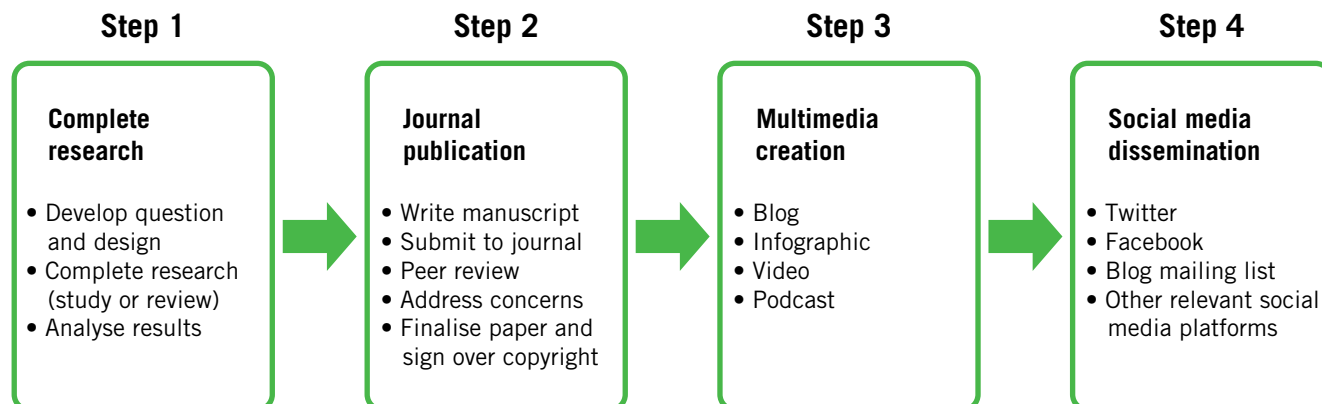 Step 1
Complete
research
• Develop question
and design
• Complete research
(study or review)
• Analyse results
Step 2
Journal
publication
• Write manuscript
• Submit to journal
• Peer review
• Address concerns
• Finalise paper and
sign over copyright
Step 3
Multimedia
creation
• Blog
• Infographic
• Video
• Podcast
Step 4
Social media
dissemination
• Twitter
• Facebook
• Blog mailing list
• Other relevant social
media platforms